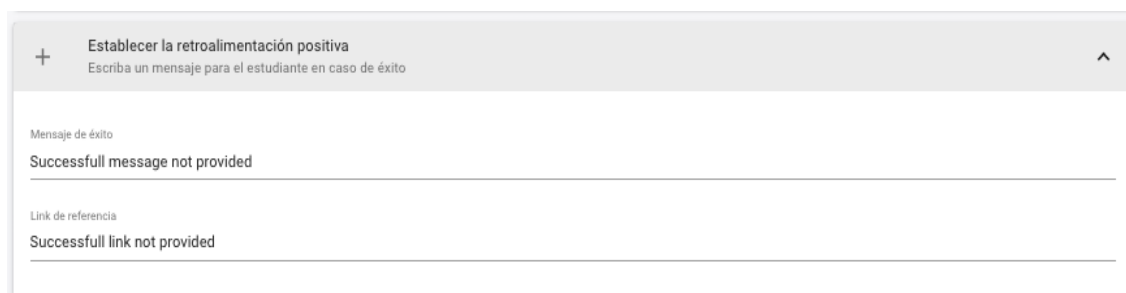 Establecer la retroalimentación positiva
Escriba un mensaje para el estudiante en caso de éxito
Mensaje de éxito
Successfull message not provided
Link de referencia
Successfull link not provided